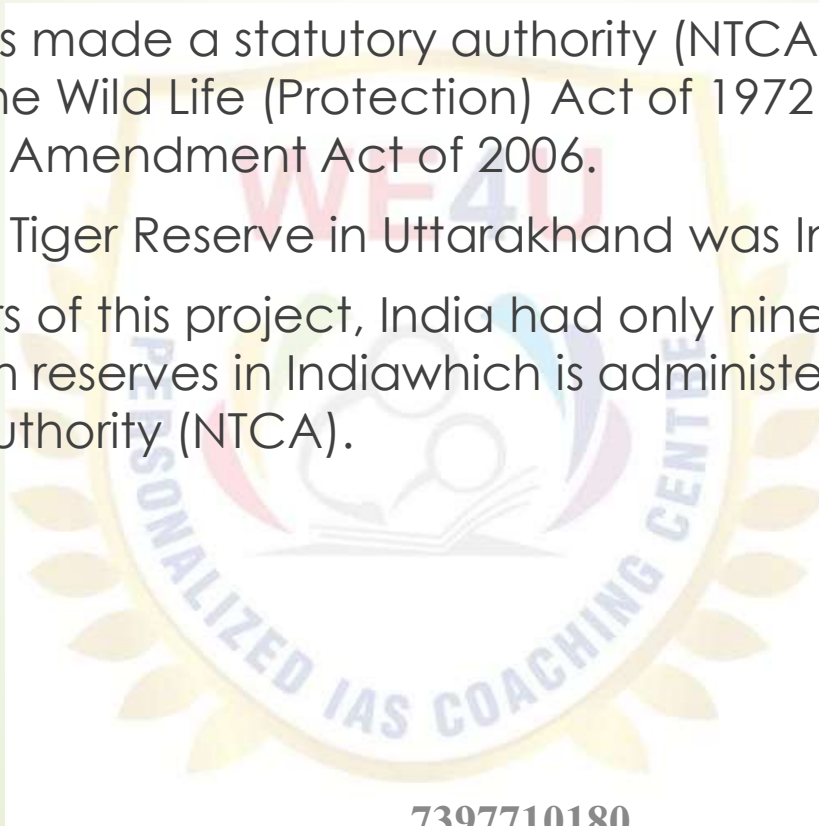 s made a statutory authority (NTCA
he Wild Life (Protection) Act of 1972
Amendment Act of 2006.
Tiger Reserve in Uttarakhand was In
rs of this project, India had only nine
n reserves in Indiawhich is administe
uthority (NTCA).
WE4U
PERSONALIZED IAS COACHING CENTRE
7397710180